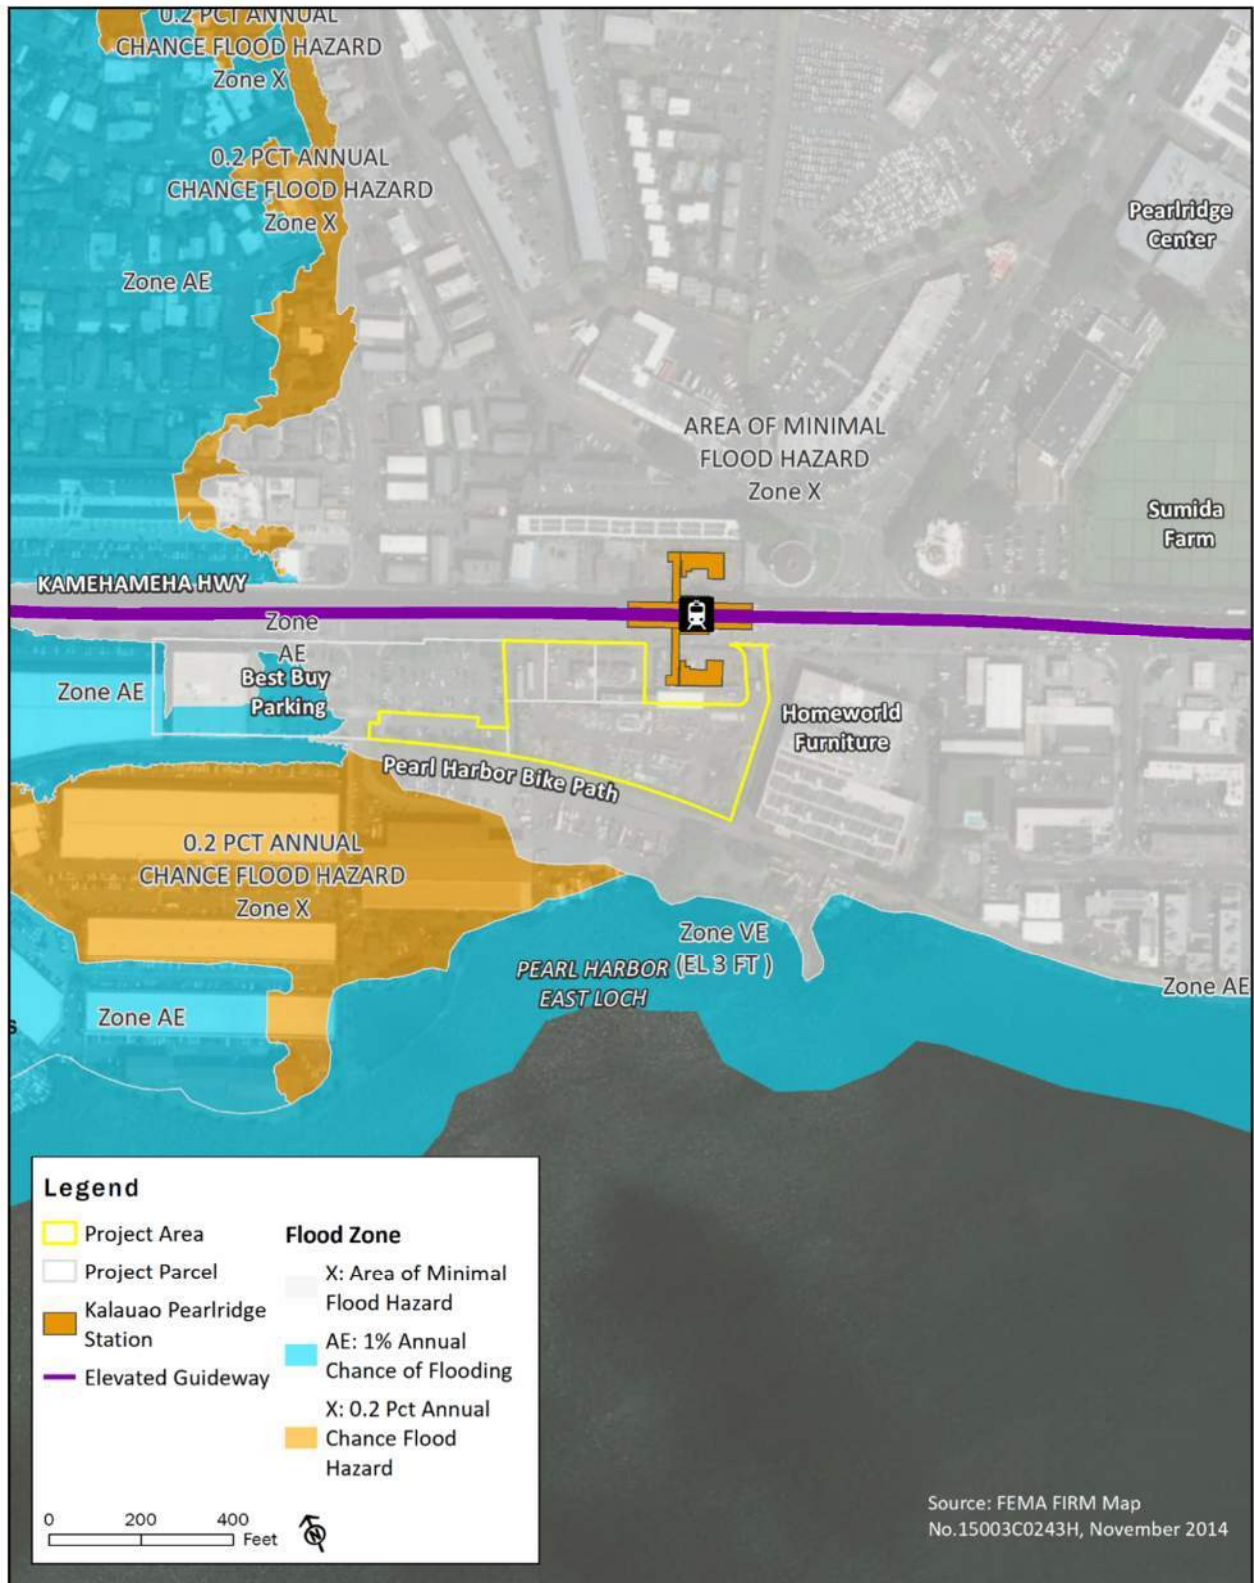 0.2 PCT ANNUAL
CHANCE FLOOD HAZARD
Zone X
0.2 PCT ANNUAL
CHANCE FLOOD HAZARD
Zone X
Pearlridge
Center
Zone AE
AREA OF MINIMAL
FLOOD HAZARD
Zone X
Sumida
Farm
KAMEHAMEHA HWY
Zone
AE
Zone AE
Best Buy
Parking
Homeworld
Furniture
Pearl Harbor Bike Path
0.2 PCT ANNUAL
CHANCE FLOOD HAZARD
Zone X
Zone VE
(EL 3 FT )
PEARL HARBOR
EAST LOCH
Zone AE
Zone AE
s
Legend
Project Area
Project Parcel
Kalauao Pearlridge
Station
Elevated Guideway
Flood Zone
X: Area of Minimal
Flood Hazard
AE: 1% Annual
Chance of Flooding
X: 0.2 Pct Annual
Chance Flood
Hazard
0 200 400
Feet
N
Source: FEMA FIRM Map
No.15003C0243H, November 2014